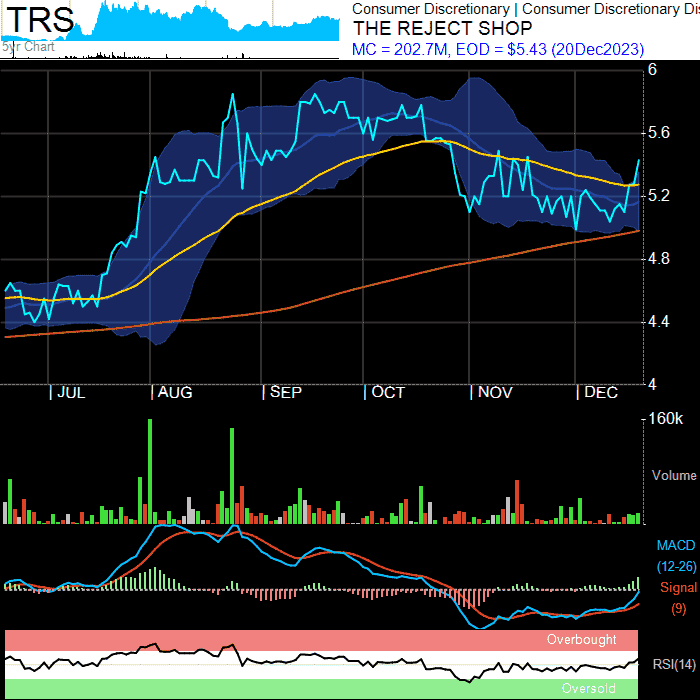 TRS
5yr Chart
Consumer Discretionary | Consumer Discretionary Dis
THE REJECT SHOP
MC = 202.7M, EOD = $5.43 (20Dec2023)
6
5.6
5.2
4.8
4.4
4
| JUL | AUG | SEP | OCT | NOV | DEC
160k
Volume
MACD
(12-26)
Signal
(9)
Overbought
RSI(14)
Oversold